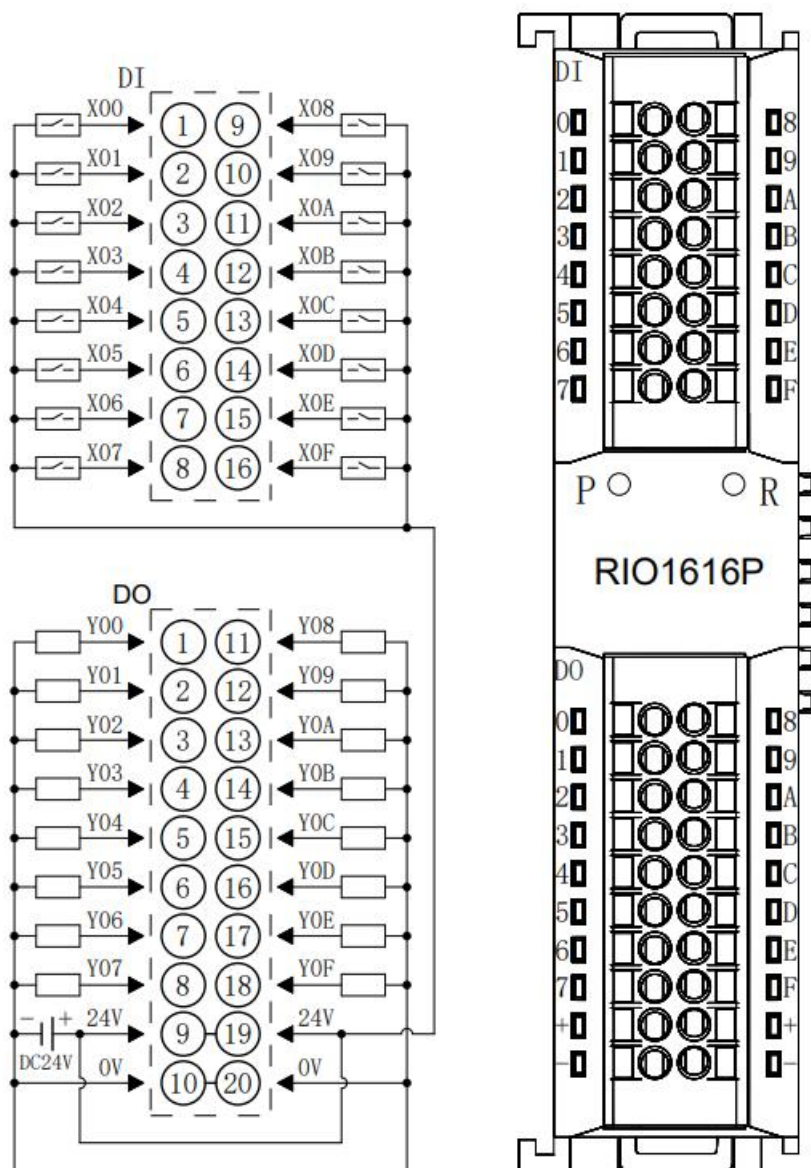 DI
X00 1 9 X08
X01 2 10 X09
X02 3 11 X0A
X03 4 12 X0B
X04 5 13 X0C
X05 6 14 X0D
X06 7 15 X0E
X07 8 16 X0F
DO
Y00 1 11 Y08
Y01 2 12 Y09
Y02 3 13 Y0A
Y03 4 14 Y0B
Y04 5 15 Y0C
Y05 6 16 Y0D
Y06 7 17 Y0E
Y07 8 18 Y0F
- + 24V 9 19 24V
DC24V 0V 10 20 0V
DI
0 8
1 9
2 A
3 B
4 C
5 D
6 E
7 F
P R
RIO1616P
DO
0 8
1 9
2 A
3 B
4 C
5 D
6 E
7 F
+ +
- -